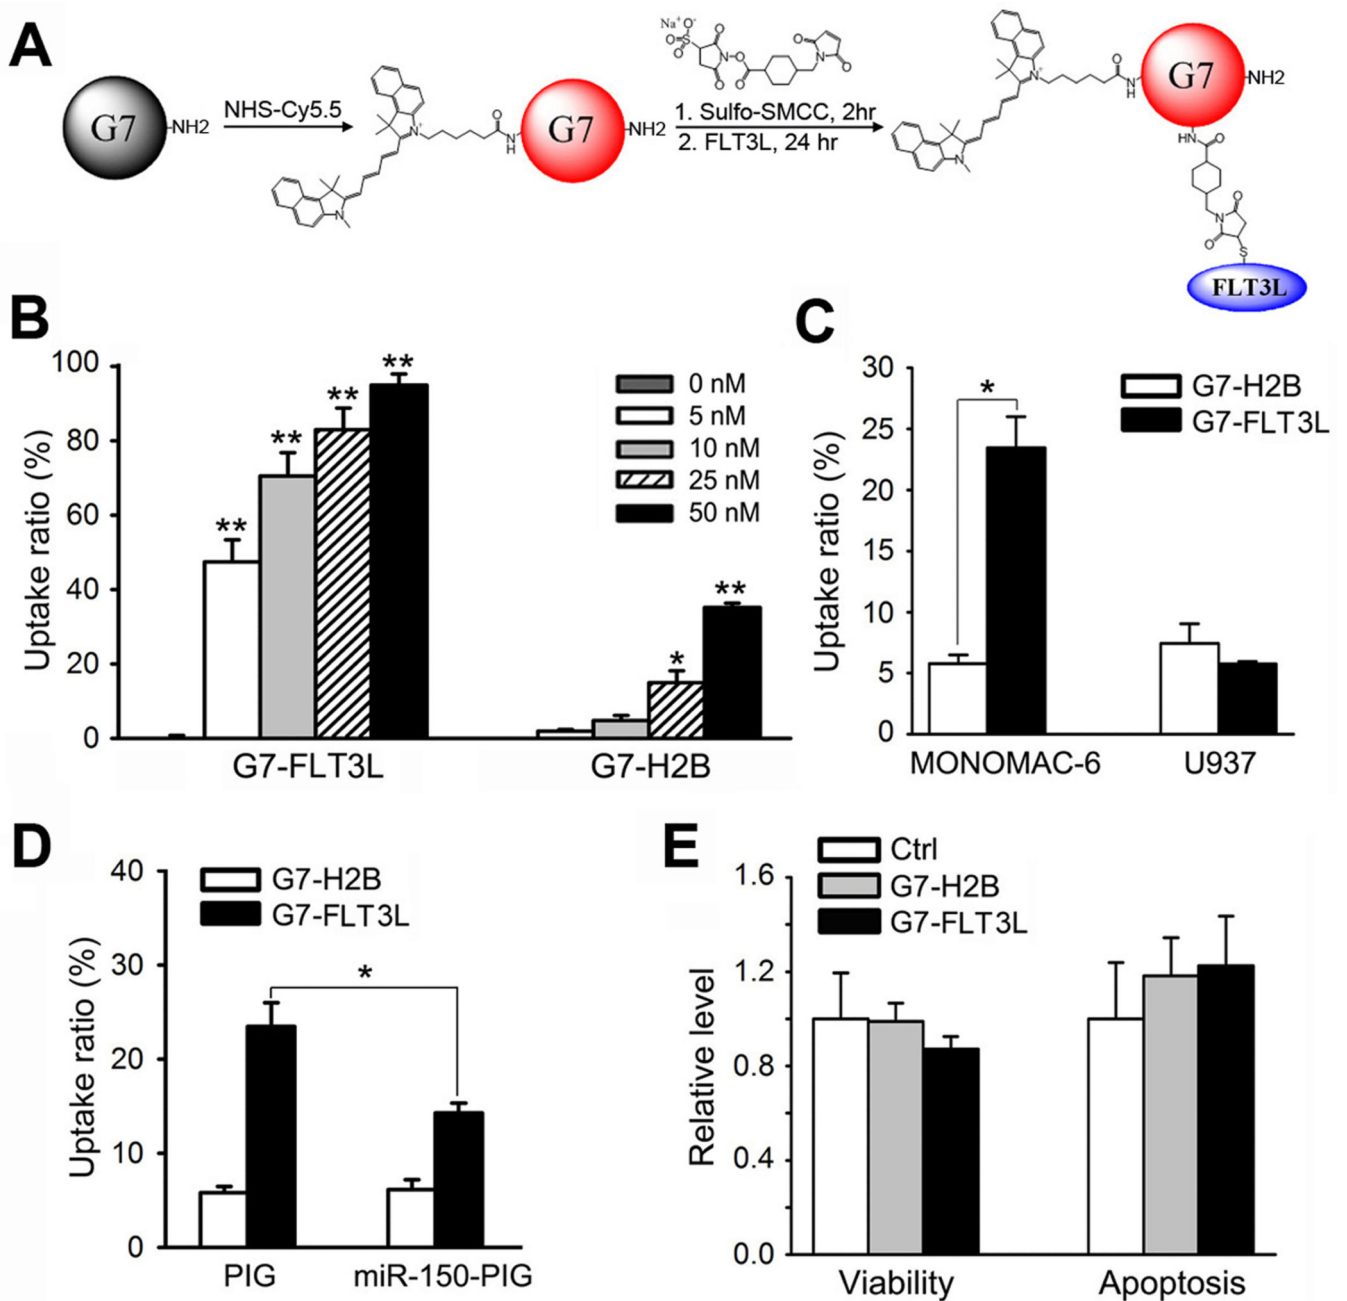 A
G7
NH2
NHS-Cy5.5
N+
N
O
N
H
G7
NH2
Na+O-
O
S
O
O
N
O
O
O
O
N
O
1. Sulfo-SMCC, 2hr
2. FLT3L, 24 hr
N+
N
O
N
H
G7
NH2
HN
O
N
O
O
S
FLT3L
B
100
80
60
40
20
0
Uptake ratio (%)
**
**
**
**
*
**
0 nM
5 nM
10 nM
25 nM
50 nM
G7-FLT3L
G7-H2B
C
30
25
20
15
10
5
0
Uptake ratio (%)
*
G7-H2B
G7-FLT3L
MONOMAC-6
U937
D
40
30
20
10
0
Uptake ratio (%)
G7-H2B
G7-FLT3L
*
PIG
miR-150-PIG
E
Ctrl
G7-H2B
G7-FLT3L
1.6
1.2
0.8
0.4
0.0
Relative level
Viability
Apoptosis